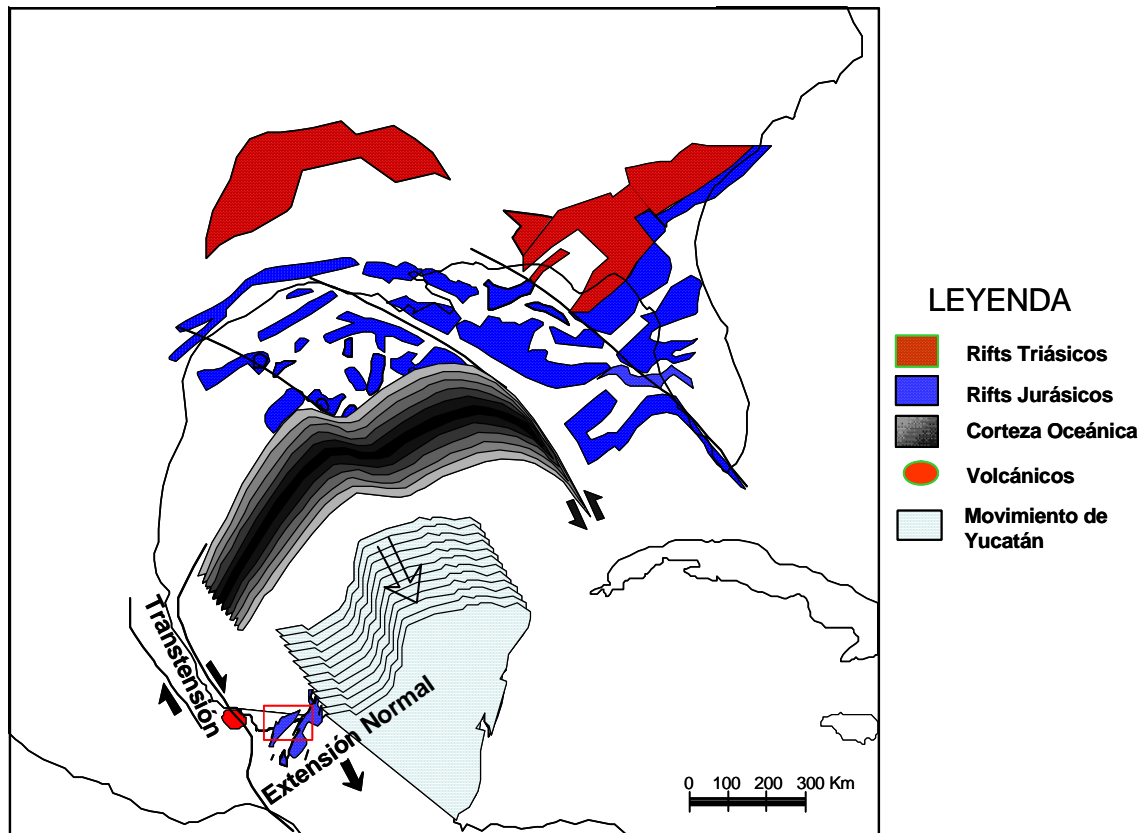 Transtensión
Extensión Normal
0 100 200 300 Km
LEYENDA
Rifts Triásicos
Rifts Jurásicos
Corteza Oceánica
Volcánicos
Movimiento de
Yucatán